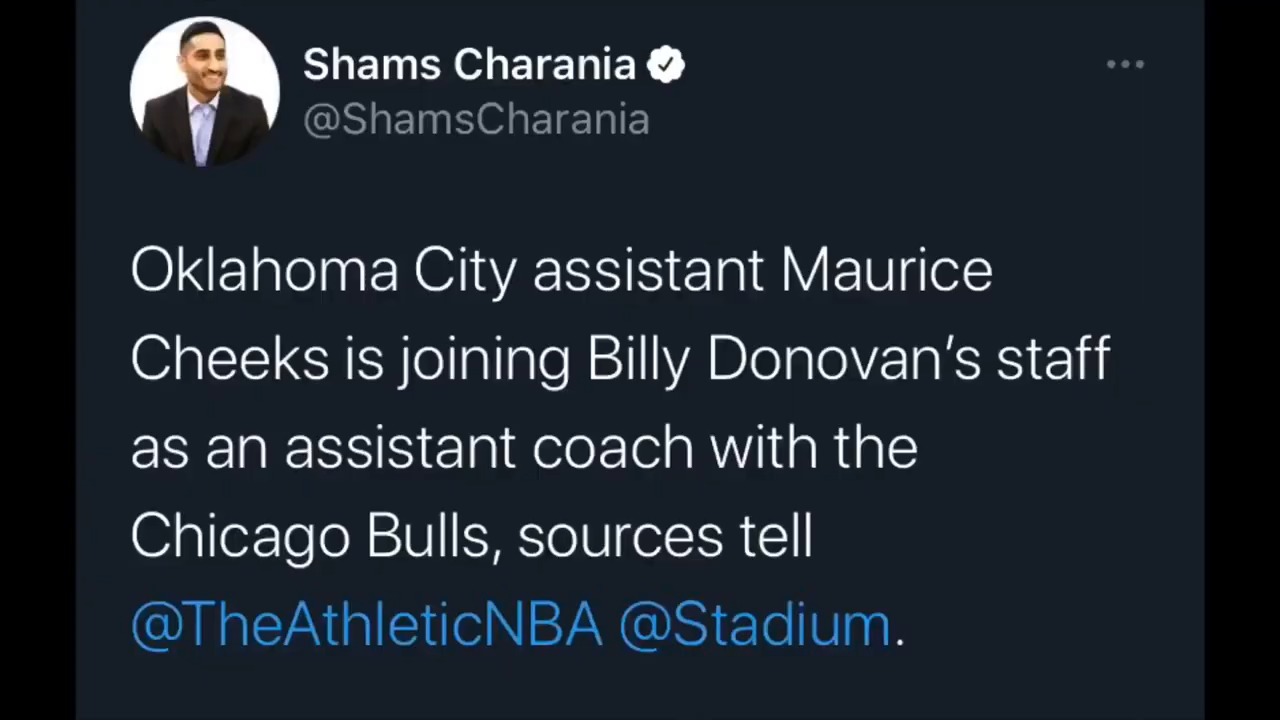 Shams Charania
@ShamsCharania
Oklahoma City assistant Maurice
Cheeks is joining Billy Donovan’s staff
as an assistant coach with the
Chicago Bulls, sources tell
@TheAthleticNBA @Stadium.